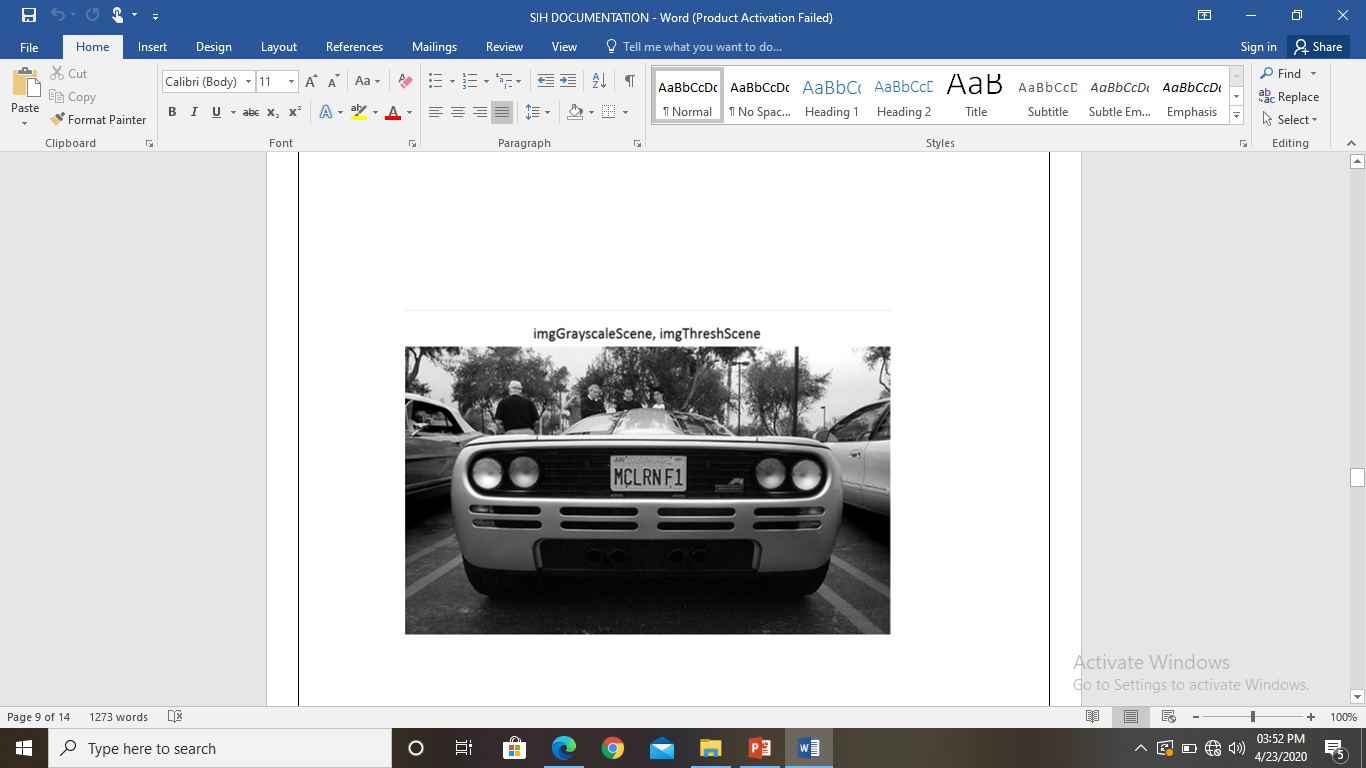 SIH DOCUMENTATION - Word (Product Activation Failed)
File Home Insert Design Layout References Mailings Review View Tell me what you want to do... Sign in Share
Paste
Cut
Copy
Format Painter
Clipboard
Calibri (Body) 11
Font
Paragraph
AaBbCcDc AaBbCcDc AaBbCc AaBbCcD AaB AaBbCcD AaBbCcDc AaBbCcDc
¶ Normal ¶ No Spac... Heading 1 Heading 2 Title Subtitle Subtle Em... Emphasis
Styles
Find
Replace
Select
Editing
imgGrayscaleScene, imgThreshScene
MCLRN F1
Activate Windows
Go to Settings to activate Windows.
Page 9 of 14 1273 words 100%
Type here to search
03:52 PM
4/23/2020
5